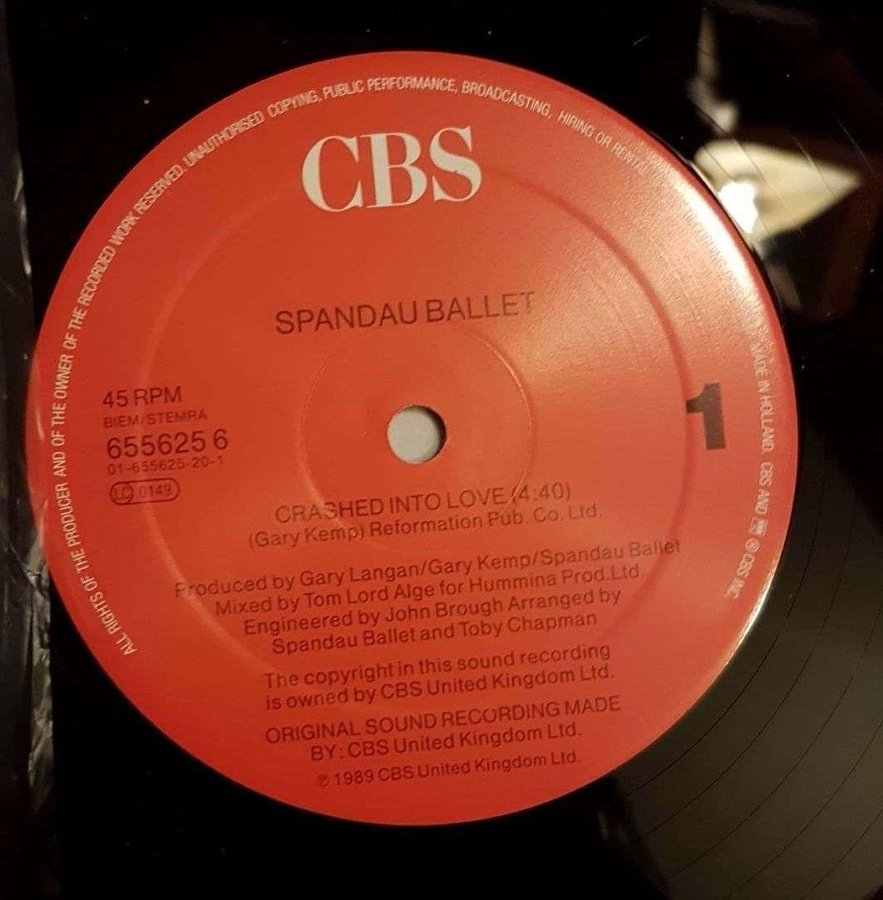 ALL RIGHTS OF THE PRODUCER AND OF THE OWNER OF THE RECORDED WORK RESERVED. UNAUTHORISED COPYING, PUBLIC PERFORMANCE, BROADCASTING, HIRING OR RENTAL
MADE IN HOLLAND. CBS AND ® CBS INC.
CBS
SPANDAU BALLET
45 RPM
BIEM/STEMRA
655625 6
01-655625-20-1
LC 0149
1
CRASHED INTO LOVE (4:40)
(Gary Kemp) Reformation Pub. Co. Ltd.
Produced by Gary Langan/Gary Kemp/Spandau Ballet
Mixed by Tom Lord Alge for Hummina Prod.Ltd.
Engineered by John Brough Arranged by
Spandau Ballet and Toby Chapman
The copyright in this sound recording
is owned by CBS United Kingdom Ltd.
ORIGINAL SOUND RECORDING MADE
BY: CBS United Kingdom Ltd.
℗ 1989 CBS United Kingdom Ltd.